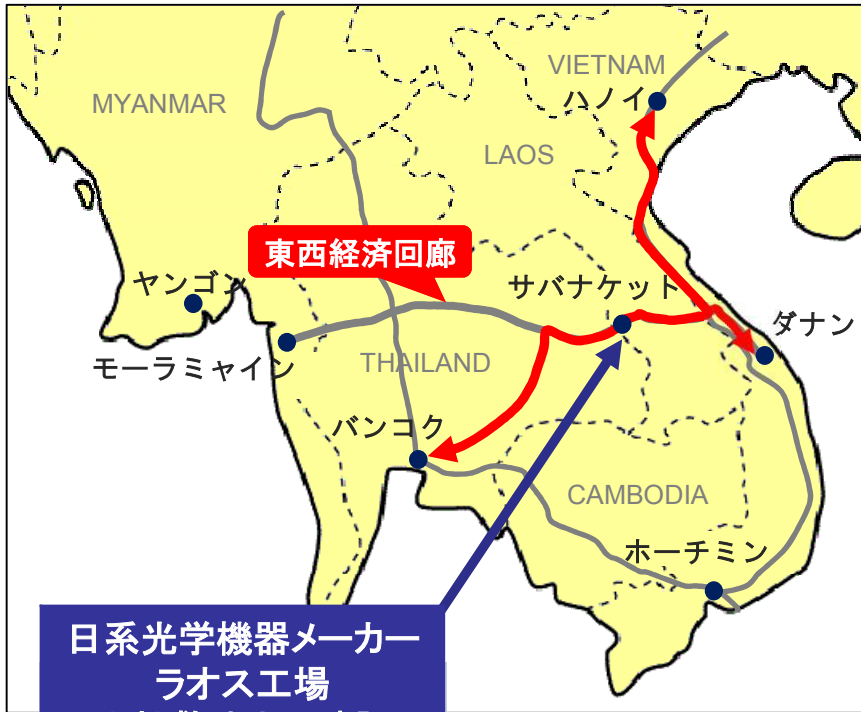 VIETNAM
ハノイ
MYANMAR
LAOS
東西経済回廊
サバナケット
ヤンゴン
ダナン
モーラミャイン
THAILAND
バンコク
CAMBODIA
ホーチミン
日系光学機器メーカー
ラオス工場